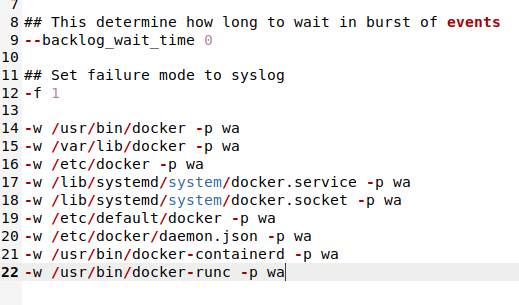 7
8 ## This determine how long to wait in burst of events
9 --backlog_wait_time 0
10
11 ## Set failure mode to syslog
12 -f 1
13
14 -w /usr/bin/docker -p wa
15 -w /var/lib/docker -p wa
16 -w /etc/docker -p wa
17 -w /lib/systemd/system/docker.service -p wa
18 -w /lib/systemd/system/docker.socket -p wa
19 -w /etc/default/docker -p wa
20 -w /etc/docker/daemon.json -p wa
21 -w /usr/bin/docker-containerd -p wa
22 -w /usr/bin/docker-runc -p wa